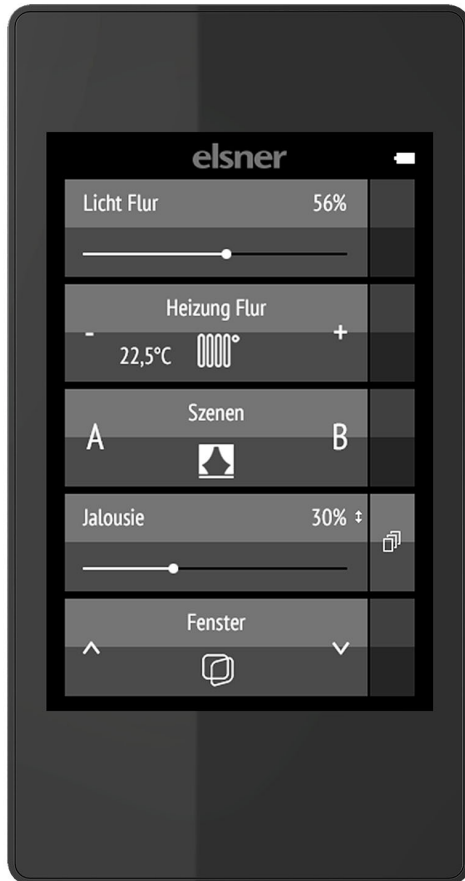 elsner
Licht Flur 56%
Heizung Flur
- +
22,5°C
Szenen
A B
Jalousie 30%
Fenster